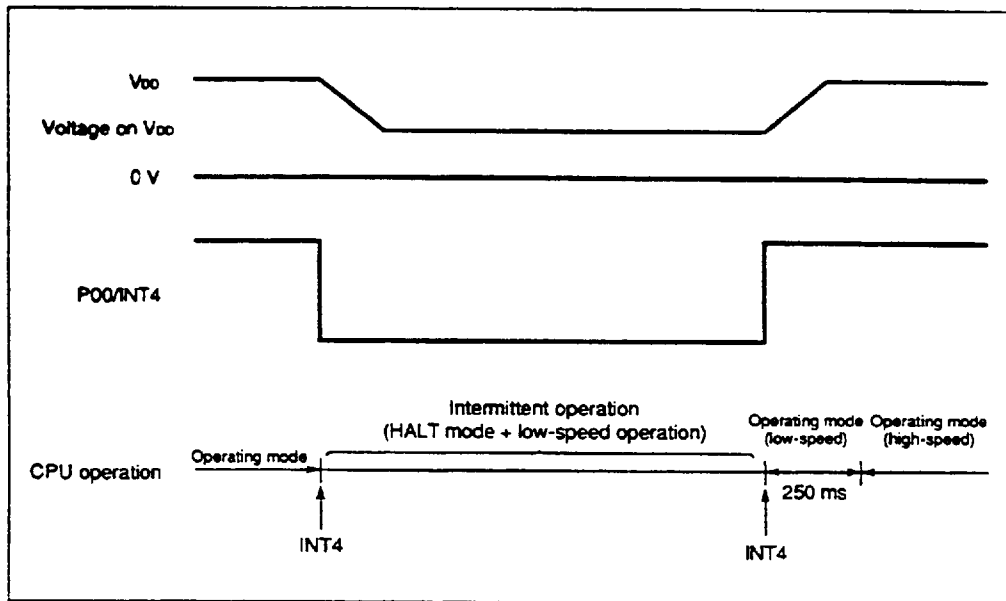 VDD
Voltage on VDD
0 V
P00/INT4
Intermittent operation
(HALT mode + low-speed operation)
Operating mode
(low-speed)
Operating mode
(high-speed)
CPU operation
Operating mode
250 ms
INT4
INT4